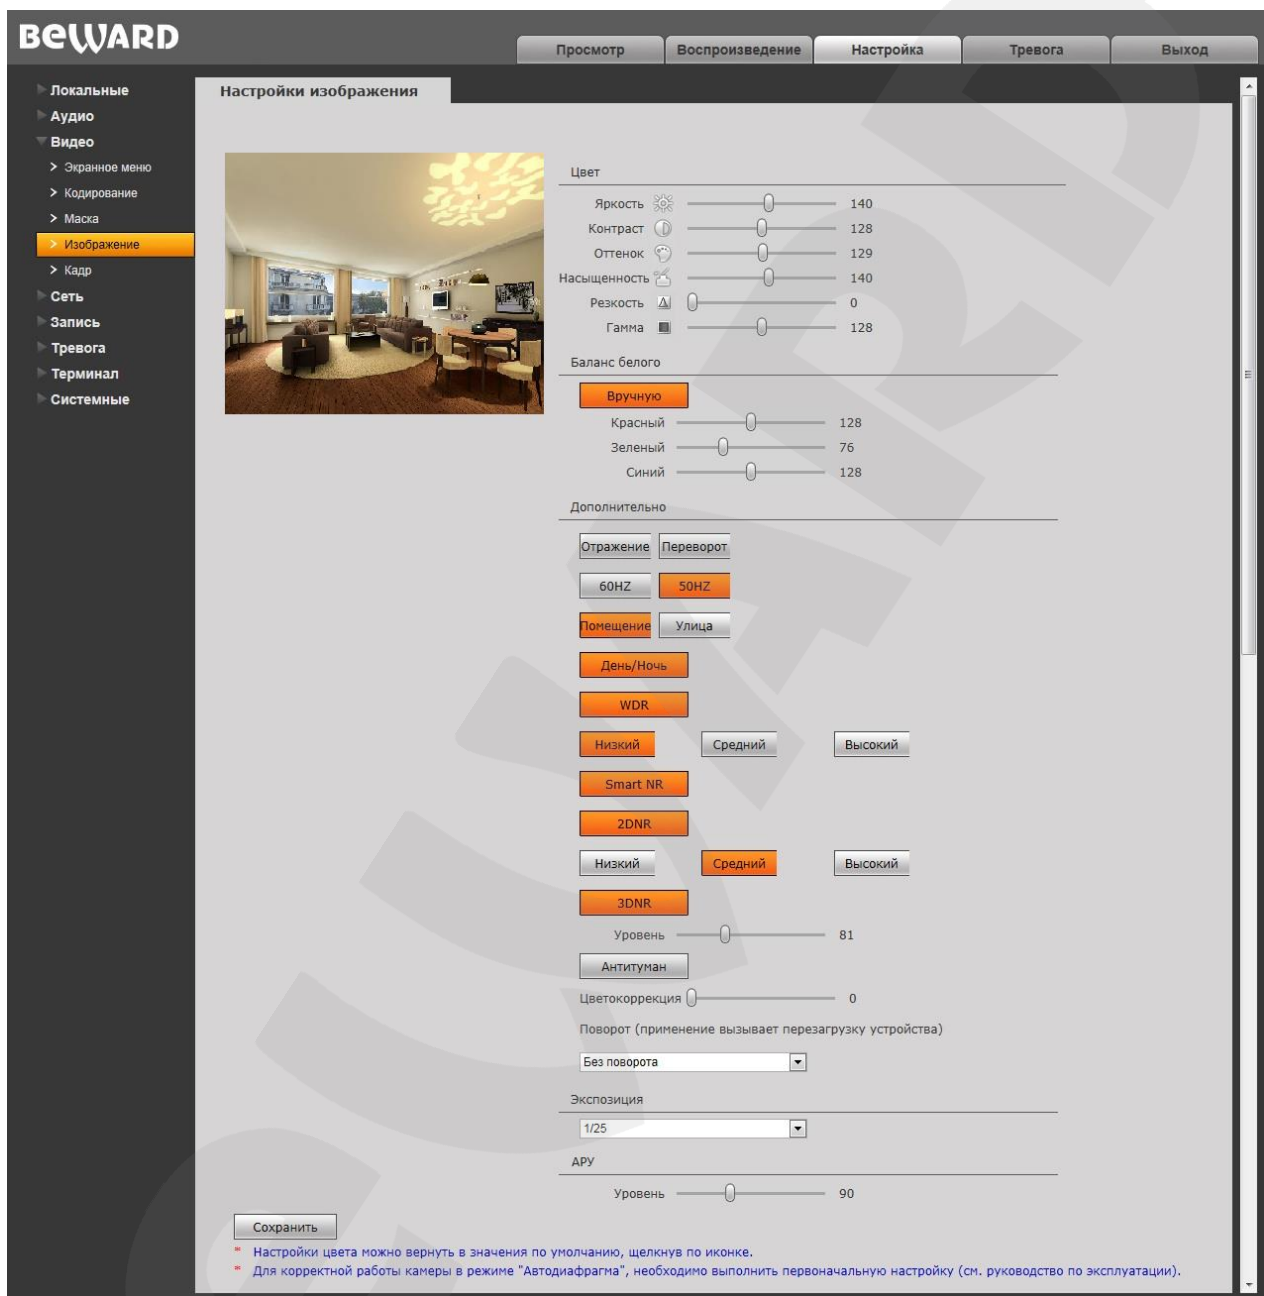 BEWARD
Просмотр Воспроизведение Настройка Тревога Выход
Локальные
Аудио
Видео
Экранное меню
Кодирование
Маска
Изображение
Кадр
Сеть
Запись
Тревога
Терминал
Системные
Настройки изображения
Цвет
Яркость 140
Контраст 128
Оттенок 129
Насыщенность 140
Резкость 0
Гамма 128
Баланс белого
Вручную
Красный 128
Зеленый 76
Синий 128
Дополнительно
Отражение Переворот
60HZ 50HZ
Помещение Улица
День/Ночь
WDR
Низкий Средний Высокий
Smart NR
2DNR
Низкий Средний Высокий
3DNR
Уровень 81
Антитуман
Цветокоррекция 0
Поворот (применение вызывает перезагрузку устройства)
Без поворота
Экспозиция
1/25
АРУ
Уровень 90
Сохранить
* Настройки цвета можно вернуть в значения по умолчанию, щелкнув по иконке.
* Для корректной работы камеры в режиме "Автодиафрагма", необходимо выполнить первоначальную настройку (см. руководство по эксплуатации).